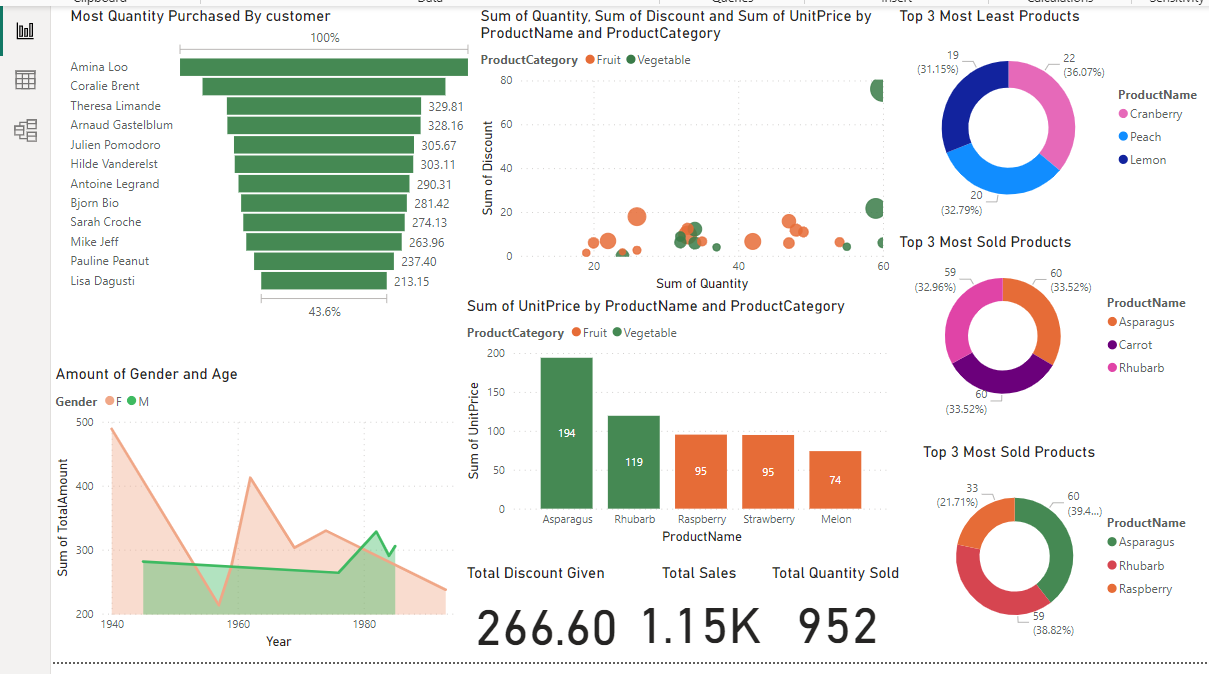 Most Quantity Purchased By customer
100%
Amina Loo
Coralie Brent
Theresa Limande 329.81
Arnaud Gastelblum 328.16
Julien Pomodoro 305.67
Hilde Vanderelst 303.11
Antoine Legrand 290.31
Bjorn Bio 281.42
Sarah Croche 274.13
Mike Jeff 263.96
Pauline Peanut 237.40
Lisa Dagusti 213.15
43.6%
Amount of Gender and Age
Gender F M
500
400
300
200
Sum of TotalAmount
1940 1960 1980
Year
Sum of Quantity, Sum of Discount and Sum of UnitPrice by
ProductName and ProductCategory
ProductCategory Fruit Vegetable
80
60
40
20
0
Sum of Discount
20 40 60
Sum of Quantity
Sum of UnitPrice by ProductName and ProductCategory
ProductCategory Fruit Vegetable
200
150
100
50
0
Sum of UnitPrice
194 119 95 95 74
Asparagus Rhubarb Raspberry Strawberry Melon
ProductName
Total Discount Given
266.60
Total Sales
1.15K
Total Quantity Sold
952
Top 3 Most Least Products
19
(31.15%)
22
(36.07%)
20
(32.79%)
ProductName
Cranberry
Peach
Lemon
Top 3 Most Sold Products
59
(32.96%)
60
(33.52%)
60
(33.52%)
ProductName
Asparagus
Carrot
Rhubarb
Top 3 Most Sold Products
33
(21.71%)
60
(39.4...)
59
(38.82%)
ProductName
Asparagus
Rhubarb
Raspberry